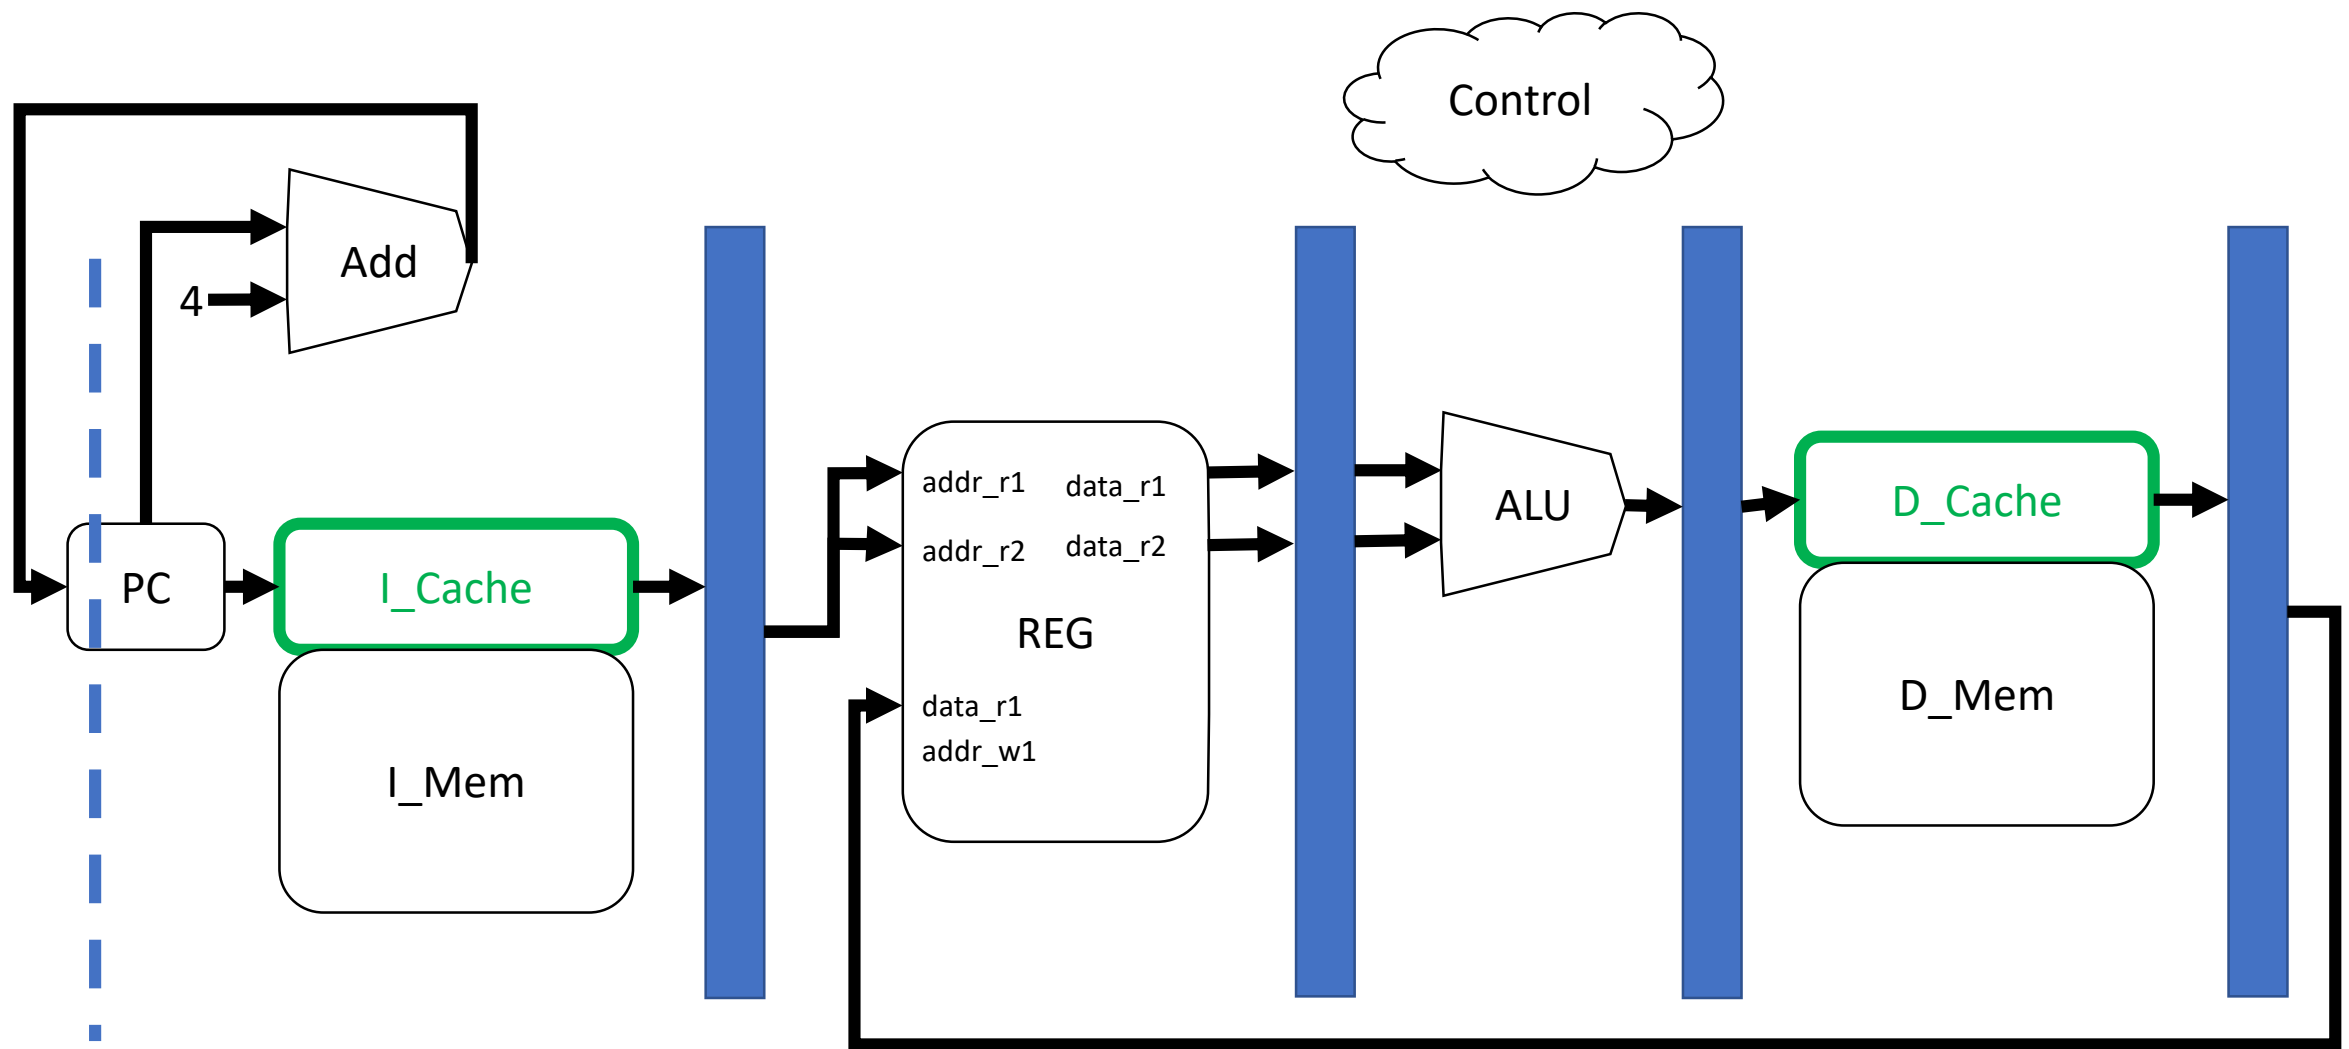 Control
Add
4
PC
I_Cache
I_Mem
addr_r1
data_r1
addr_r2
data_r2
REG
data_r1
addr_w1
ALU
D_Cache
D_Mem